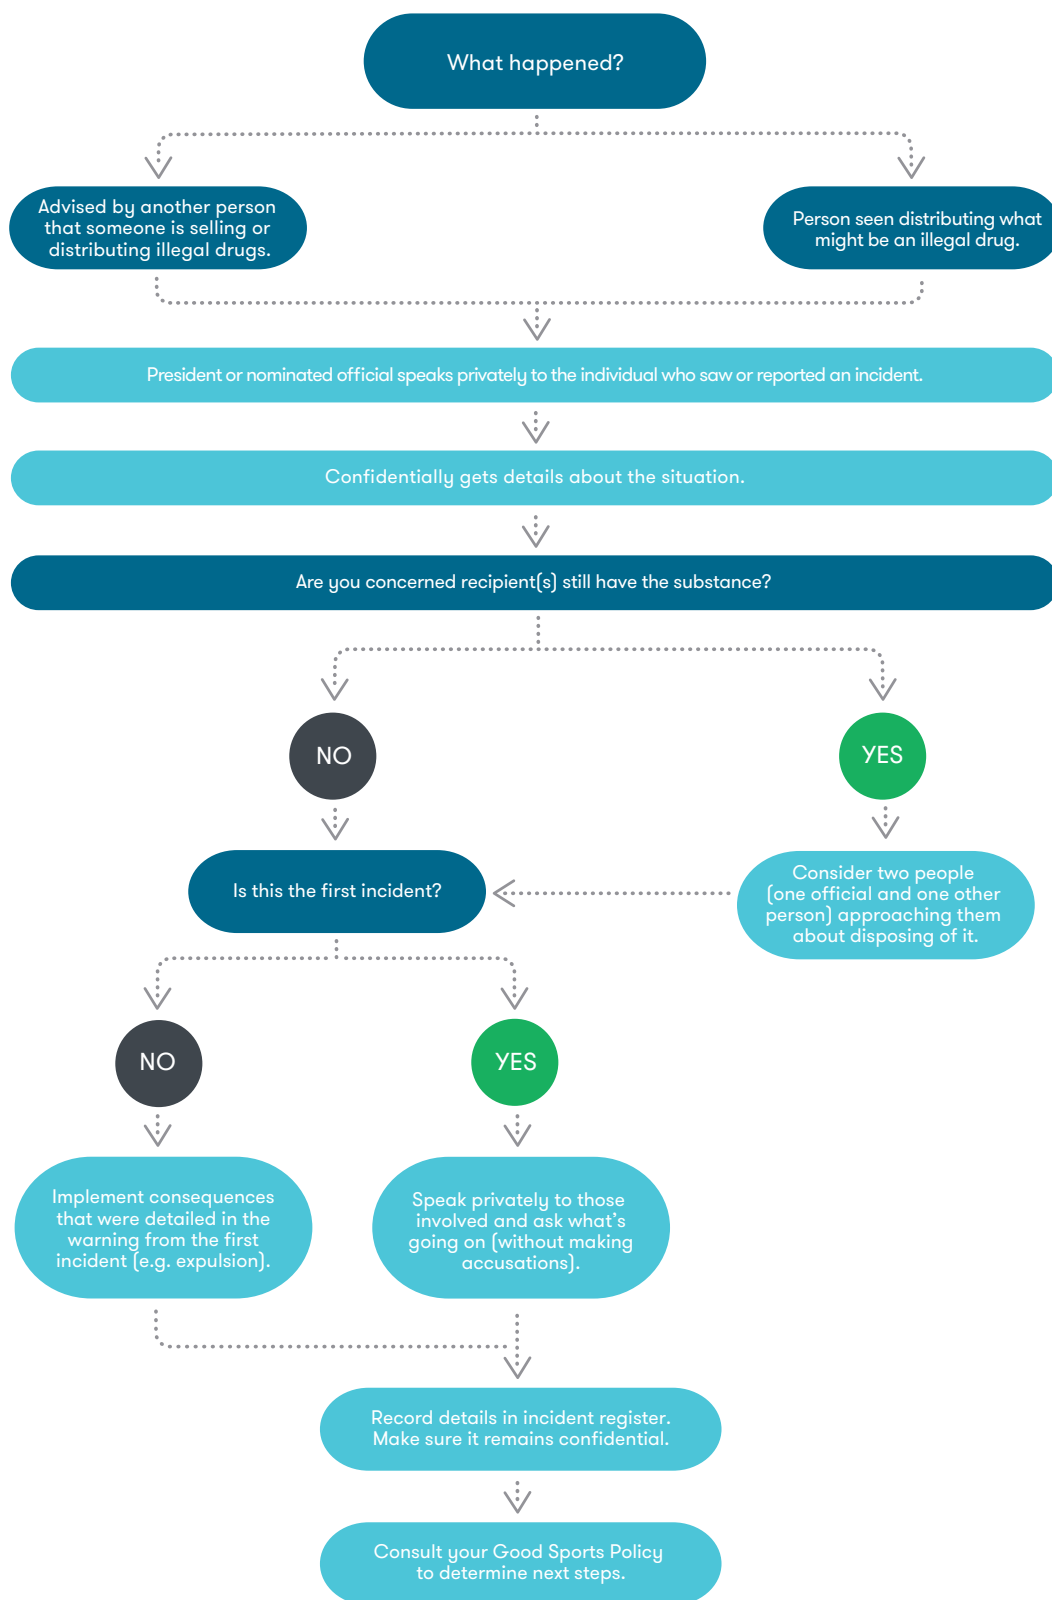 What happened?
Advised by another person
that someone is selling or
distributing illegal drugs.
Person seen distributing what
might be an illegal drug.
President or nominated official speaks privately to the individual who saw or reported an incident.
Confidentially gets details about the situation.
Are you concerned recipient(s) still have the substance?
NO
YES
Is this the first incident?
Consider two people
(one official and one other
person) approaching them
about disposing of it.
NO
YES
Implement consequences
that were detailed in the
warning from the first
incident (e.g. expulsion).
Speak privately to those
involved and ask what's
going on (without making
accusations).
Record details in incident register.
Make sure it remains confidential.
Consult your Good Sports Policy
to determine next steps.